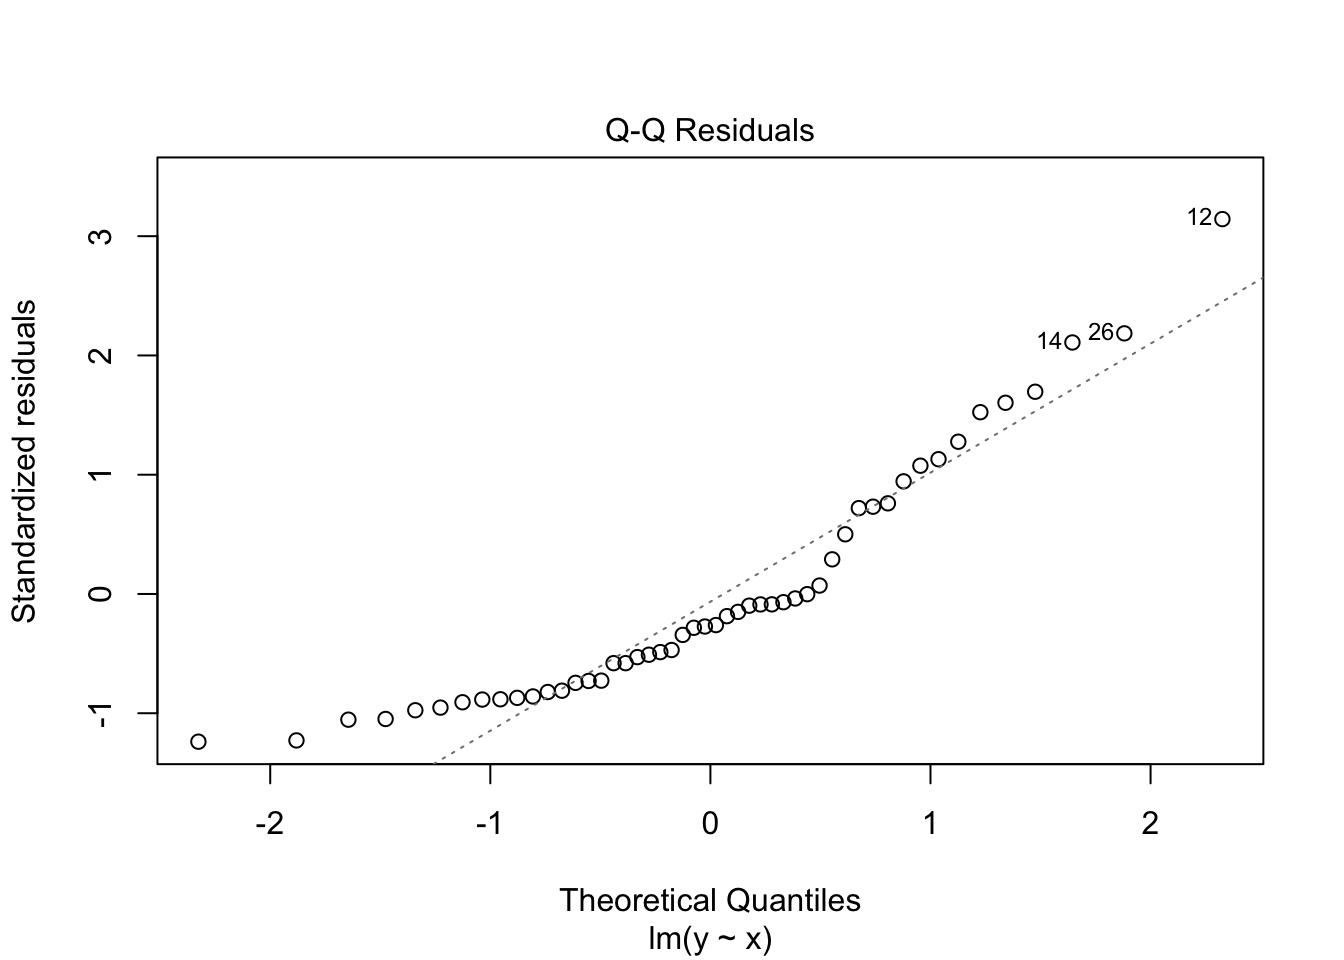 Q-Q Residuals
12
14
26
3
2
1
0
-1
Standardized residuals
-2 -1 0 1 2
Theoretical Quantiles
lm(y ~ x)